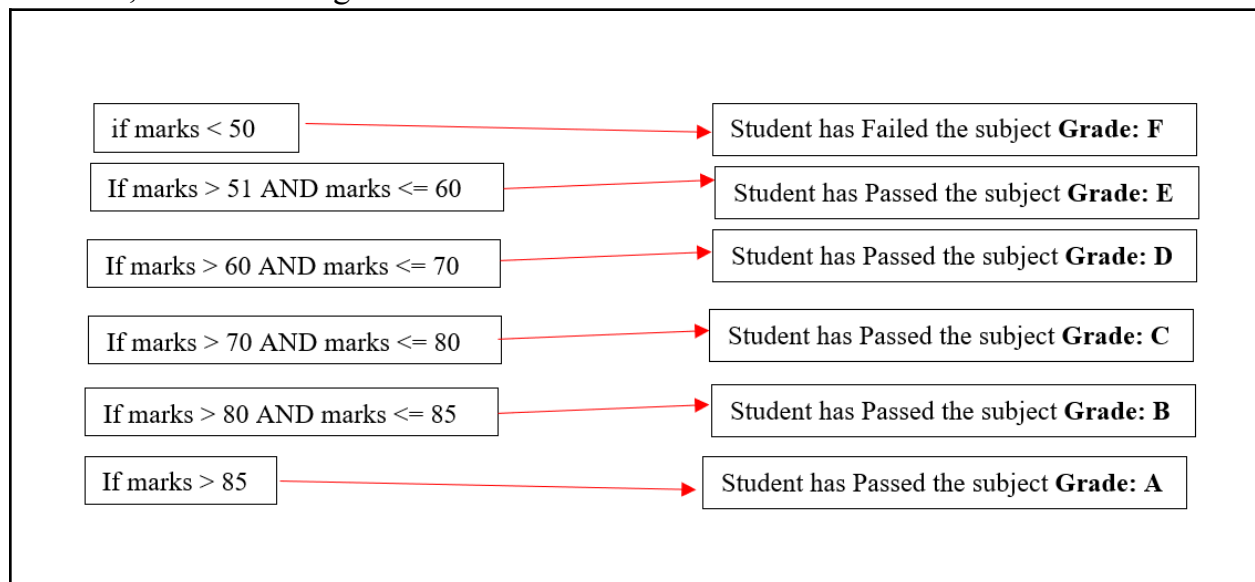 if marks < 50
Student has Failed the subject Grade: F
If marks > 51 AND marks <= 60
Student has Passed the subject Grade: E
If marks > 60 AND marks <= 70
Student has Passed the subject Grade: D
If marks > 70 AND marks <= 80
Student has Passed the subject Grade: C
If marks > 80 AND marks <= 85
Student has Passed the subject Grade: B
If marks > 85
Student has Passed the subject Grade: A